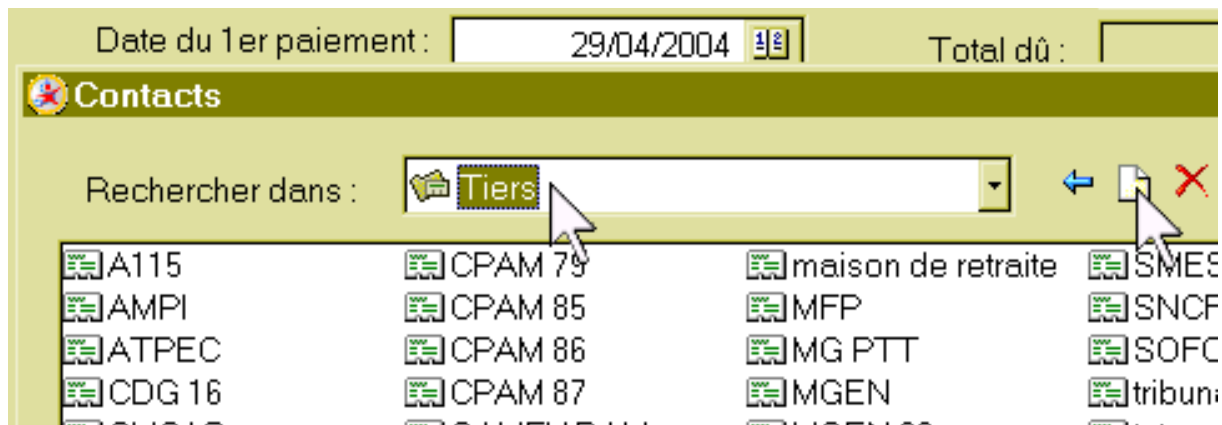 Date du 1er paiement : 29/04/2004 Total dû :
Contacts
Rechercher dans : Tiers
A115 CPAM 79 maison de retraite
AMPI CPAM 85 MFP
ATPEC CPAM 86 MG PTT
CDG 16 CPAM 87 MGEN